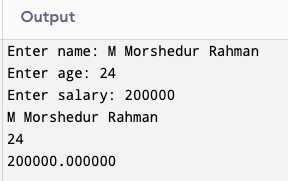 Output
Enter name: M Morshedur Rahman
Enter age: 24
Enter salary: 200000
M Morshedur Rahman
24
200000.000000